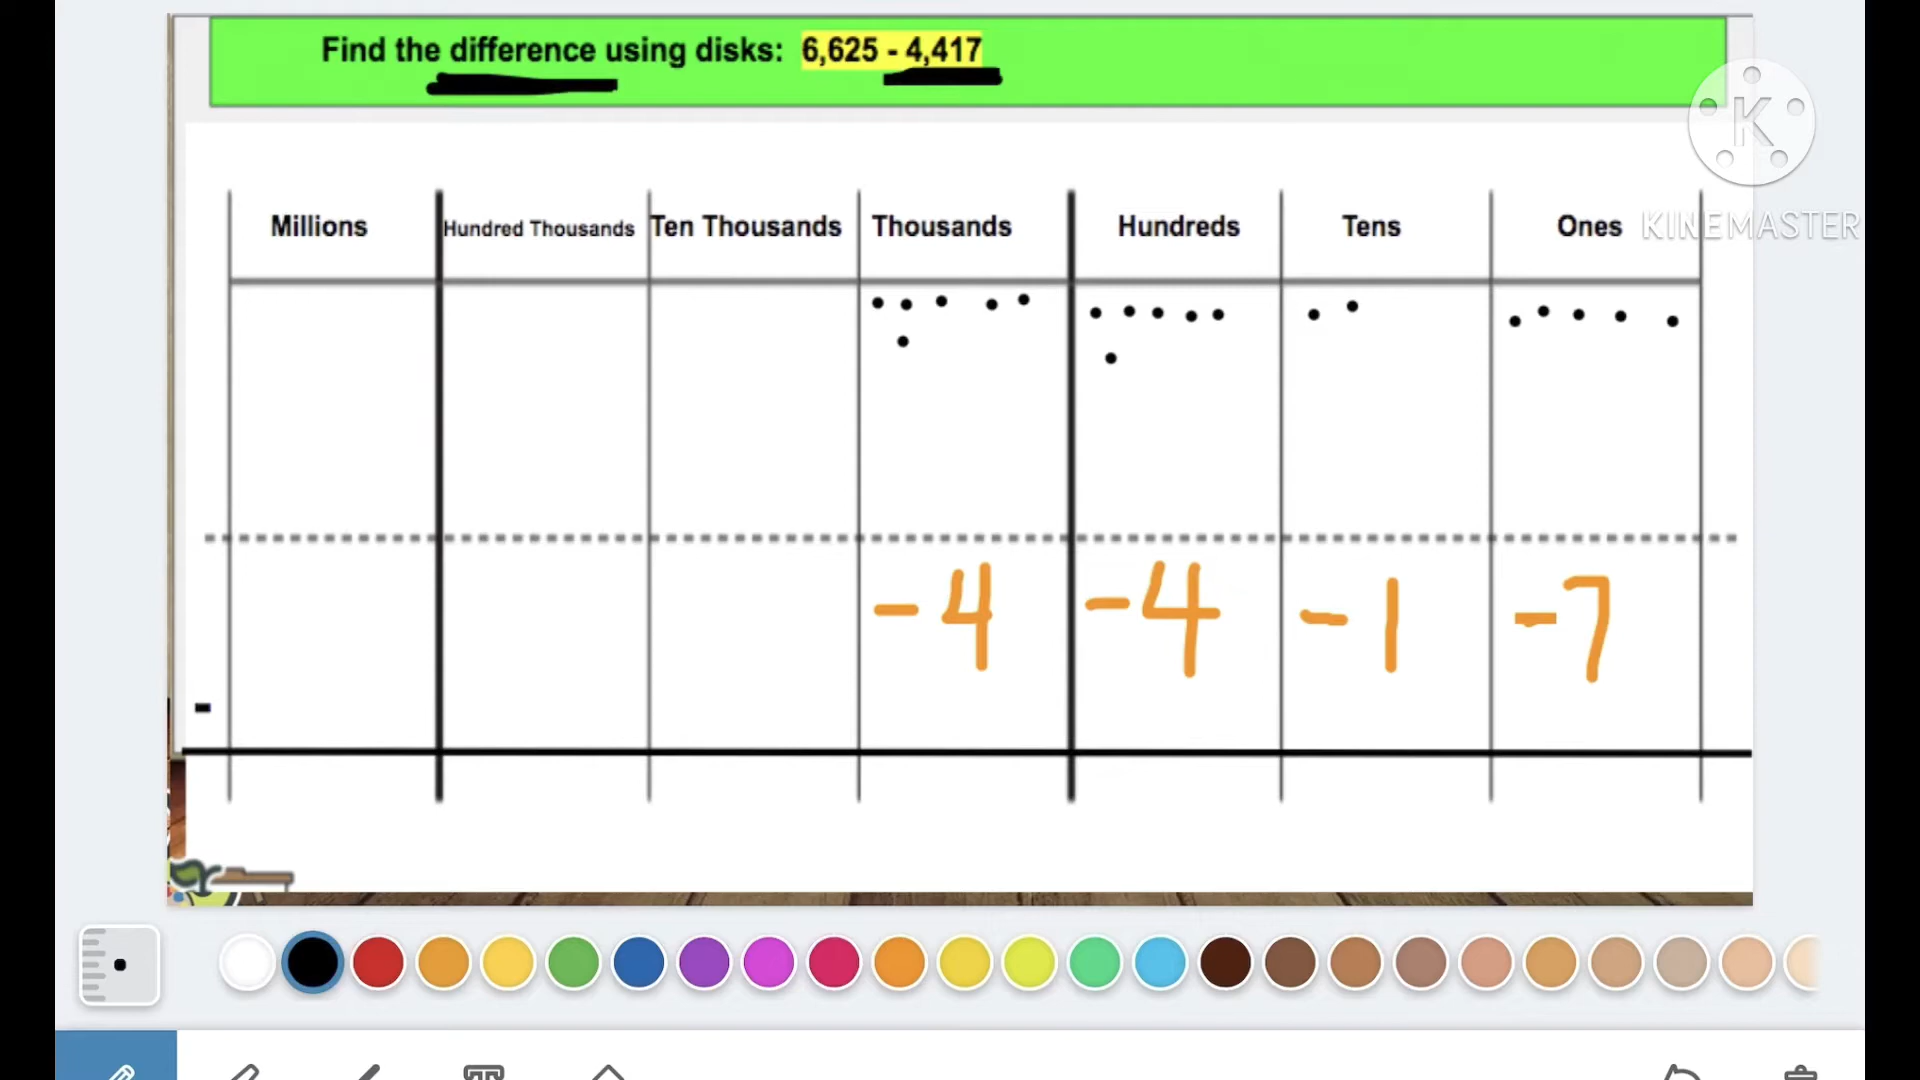 Find the difference using disks: 6,625 - 4,417
K
KINEMASTER
Millions Hundred Thousands Ten Thousands Thousands Hundreds Tens Ones
-4 -4 -1 -7
-